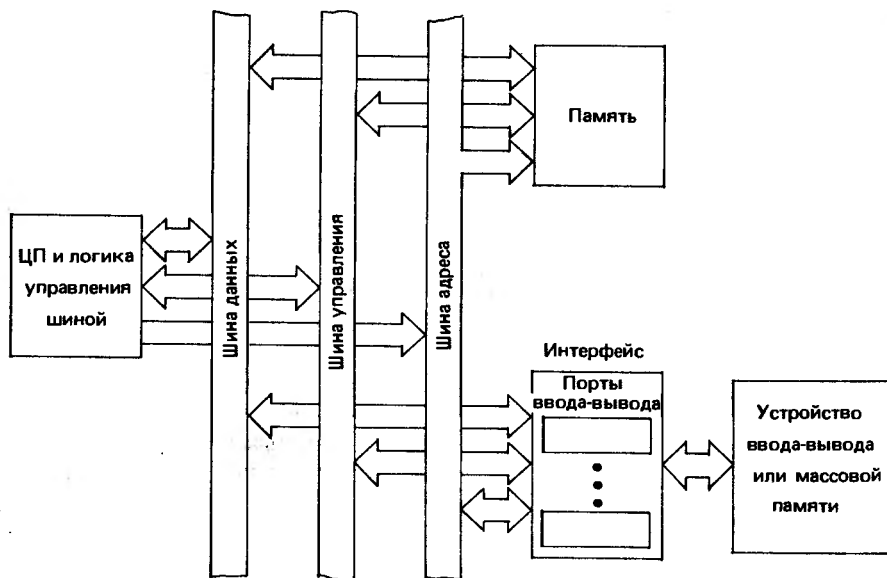 Память
ЦП и логика
управления
шиной
Шина данных
Шина управления
Шина адреса
Интерфейс
Порты
ввода-вывода
Устройство
ввода-вывода
или массовой
памяти